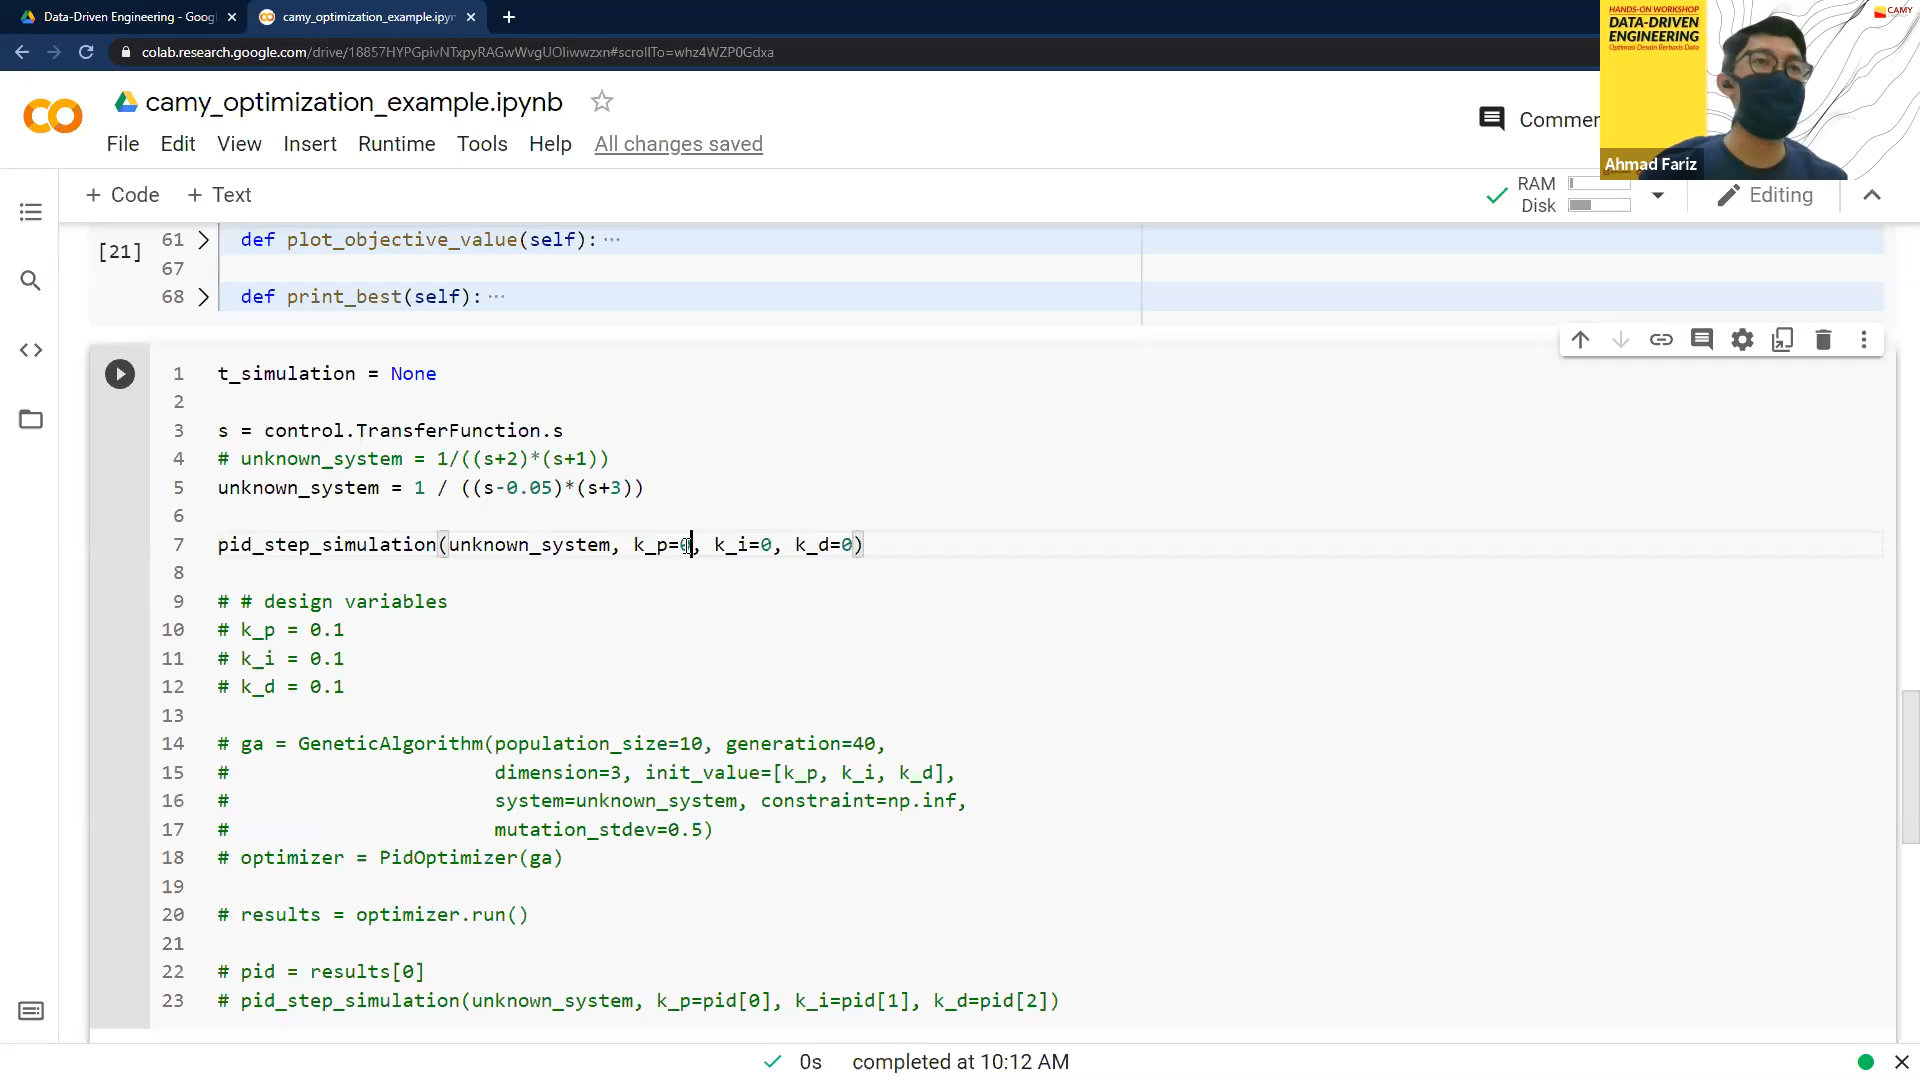 Data-Driven Engineering - Goog
camy_optimization_example.ipyn
colab.research.google.com/drive/18857HYPGpivNTxpyRAGwWvgUOIiwwzxn#scrollTo=whz4WZP0Gdxa
HANDS-ON WORKSHOP
DATA-DRIVEN
ENGINEERING
Optimasi Desain Berbasis Data
CAMY
Ahmad Fariz
camy_optimization_example.ipynb
File Edit View Insert Runtime Tools Help All changes saved
Commen
+ Code + Text
RAM
Disk
Editing
[21]
61 def plot_objective_value(self): ···
67
68 def print_best(self): ···
1 t_simulation = None
2
3 s = control.TransferFunction.s
4 # unknown_system = 1/((s+2)*(s+1))
5 unknown_system = 1 / ((s-0.05)*(s+3))
6
7 pid_step_simulation(unknown_system, k_p=0, k_i=0, k_d=0)
8
9 # # design variables
10 # k_p = 0.1
11 # k_i = 0.1
12 # k_d = 0.1
13
14 # ga = GeneticAlgorithm(population_size=10, generation=40,
15 # dimension=3, init_value=[k_p, k_i, k_d],
16 # system=unknown_system, constraint=np.inf,
17 # mutation_stdev=0.5)
18 # optimizer = PidOptimizer(ga)
19
20 # results = optimizer.run()
21
22 # pid = results[0]
23 # pid_step_simulation(unknown_system, k_p=pid[0], k_i=pid[1], k_d=pid[2])
0s completed at 10:12 AM